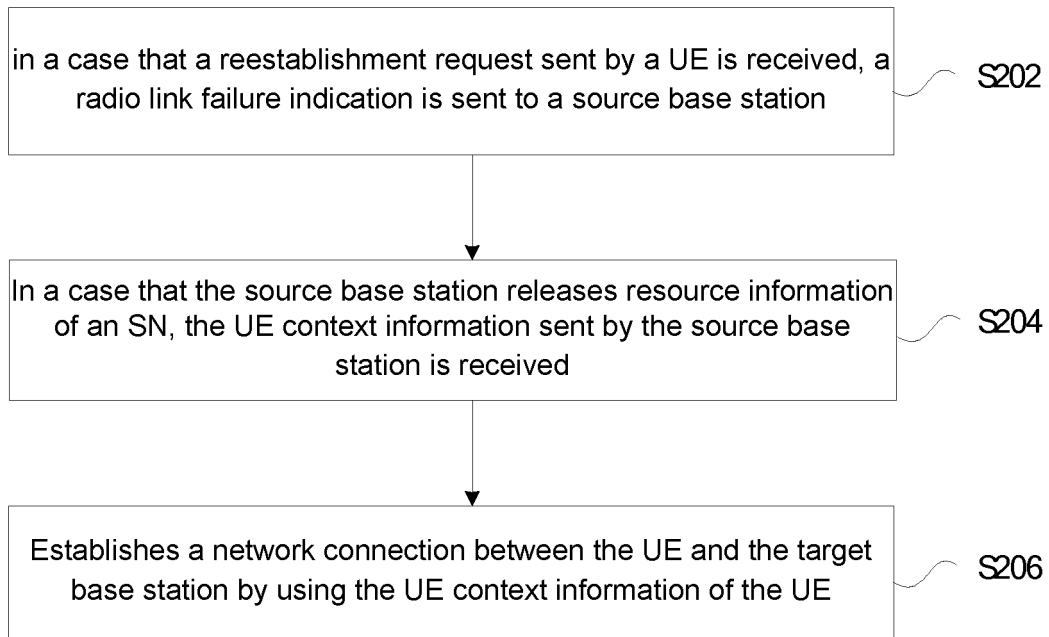 in a case that a reestablishment request sent by a UE is received, a
radio link failure indication is sent to a source base station
S202
In a case that the source base station releases resource information
of an SN, the UE context information sent by the source base
station is received
S204
Establishes a network connection between the UE and the target
base station by using the UE context information of the UE
S206